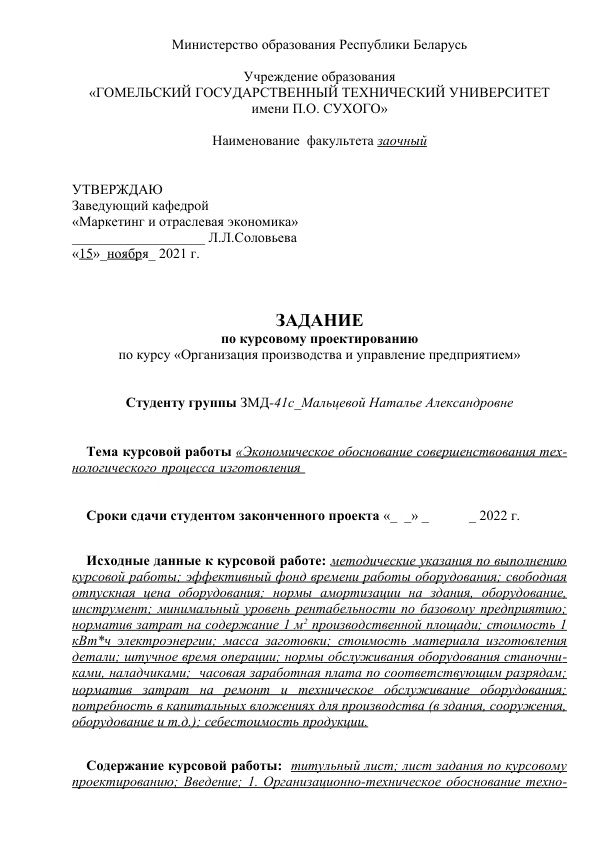 Министерство образования Республики Беларусь
Учреждение образования
«ГОМЕЛЬСКИЙ ГОСУДАРСТВЕННЫЙ ТЕХНИЧЕСКИЙ УНИВЕРСИТЕТ
имени П.О. СУХОГО»
Наименование факультета заочный
УТВЕРЖДАЮ
Заведующий кафедрой
«Маркетинг и отраслевая экономика»
___________________ Л.Л.Соловьева
«15»_ноября_ 2021 г.
ЗАДАНИЕ
по курсовому проектированию
по курсу «Организация производства и управление предприятием»
Студенту группы ЗМД-41с_Мальцевой Наталье Александровне
Тема курсовой работы «Экономическое обоснование совершенствования тех-
нологического процесса изготовления
Сроки сдачи студентом законченного проекта «_ _» _ _ 2022 г.
Исходные данные к курсовой работе: методические указания по выполнению
курсовой работы; эффективный фонд времени работы оборудования; свободная
отпускная цена оборудования; нормы амортизации на здания, оборудование,
инструмент; минимальный уровень рентабельности по базовому предприятию;
норматив затрат на содержание 1 м² производственной площади; стоимость 1
кВт*ч электроэнергии; масса заготовки; стоимость материала изготовления
детали; штучное время операции; нормы обслуживания оборудования станочни-
ками, наладчиками; часовая заработная плата по соответствующим разрядам;
норматив затрат на ремонт и техническое обслуживание оборудования;
потребность в капитальных вложениях для производства (в здания, сооружения,
оборудование и т.д.); себестоимость продукции.
Содержание курсовой работы: титульный лист; лист задания по курсовому
проектированию; Введение; 1. Организационно-техническое обоснование техно-